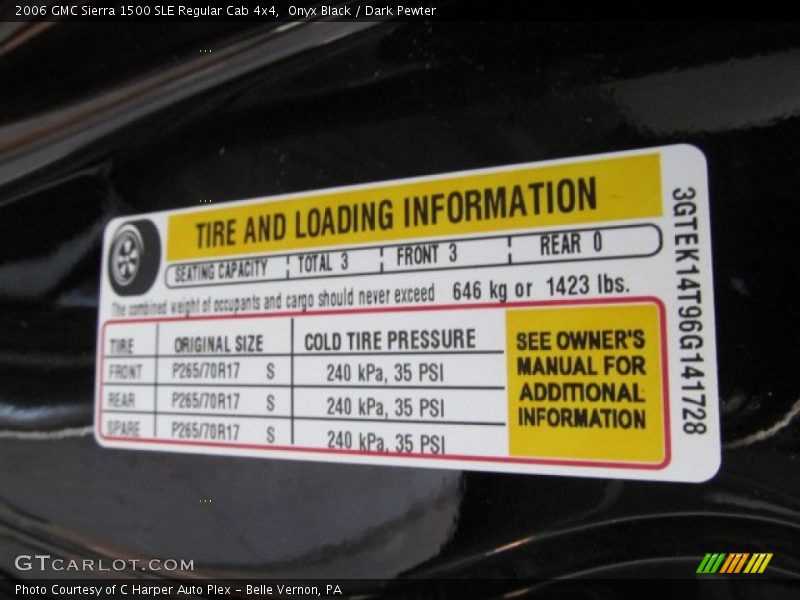 2006 GMC Sierra 1500 SLE Regular Cab 4x4,  Onyx Black / Dark Pewter
TIRE AND LOADING INFORMATION
SEATING CAPACITY TOTAL 3 FRONT 3 REAR 0
The combined weight of occupants and cargo should never exceed 646 kg or 1423 lbs.
TIRE ORIGINAL SIZE COLD TIRE PRESSURE
FRONT P265/70R17 S 240 kPa, 35 PSI
REAR P265/70R17 S 240 kPa, 35 PSI
SPARE P265/70R17 S 240 kPa, 35 PSI
SEE OWNER'S
MANUAL FOR
ADDITIONAL
INFORMATION
3GTEK14T96G141728
GTCARLOT.COM
Photo Courtesy of C Harper Auto Plex - Belle Vernon, PA